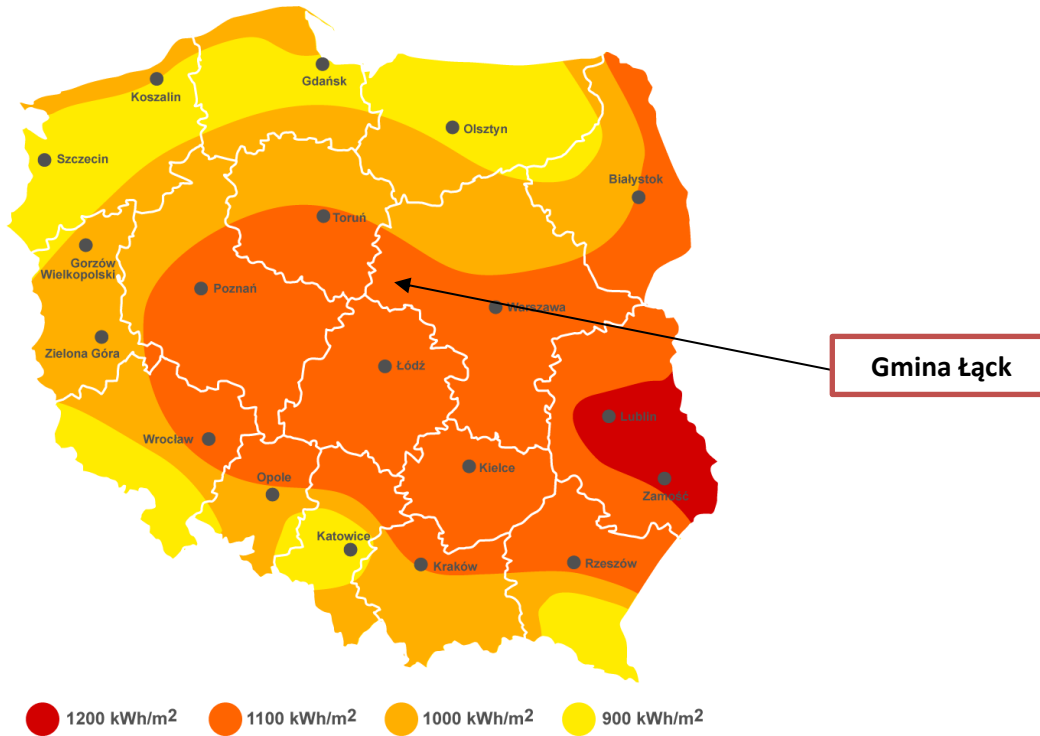 Koszalin
Gdańsk
Olsztyn
Szczecin
Białystok
Toruń
Gorzów
Wielkopolski
Poznań
Warszawa
Zielona Góra
Łódź
Gmina Łąck
Lublin
Wrocław
Kielce
Opole
Zamość
Katowice
Kraków
Rzeszów
1200 kWh/m²
1100 kWh/m²
1000 kWh/m²
900 kWh/m²